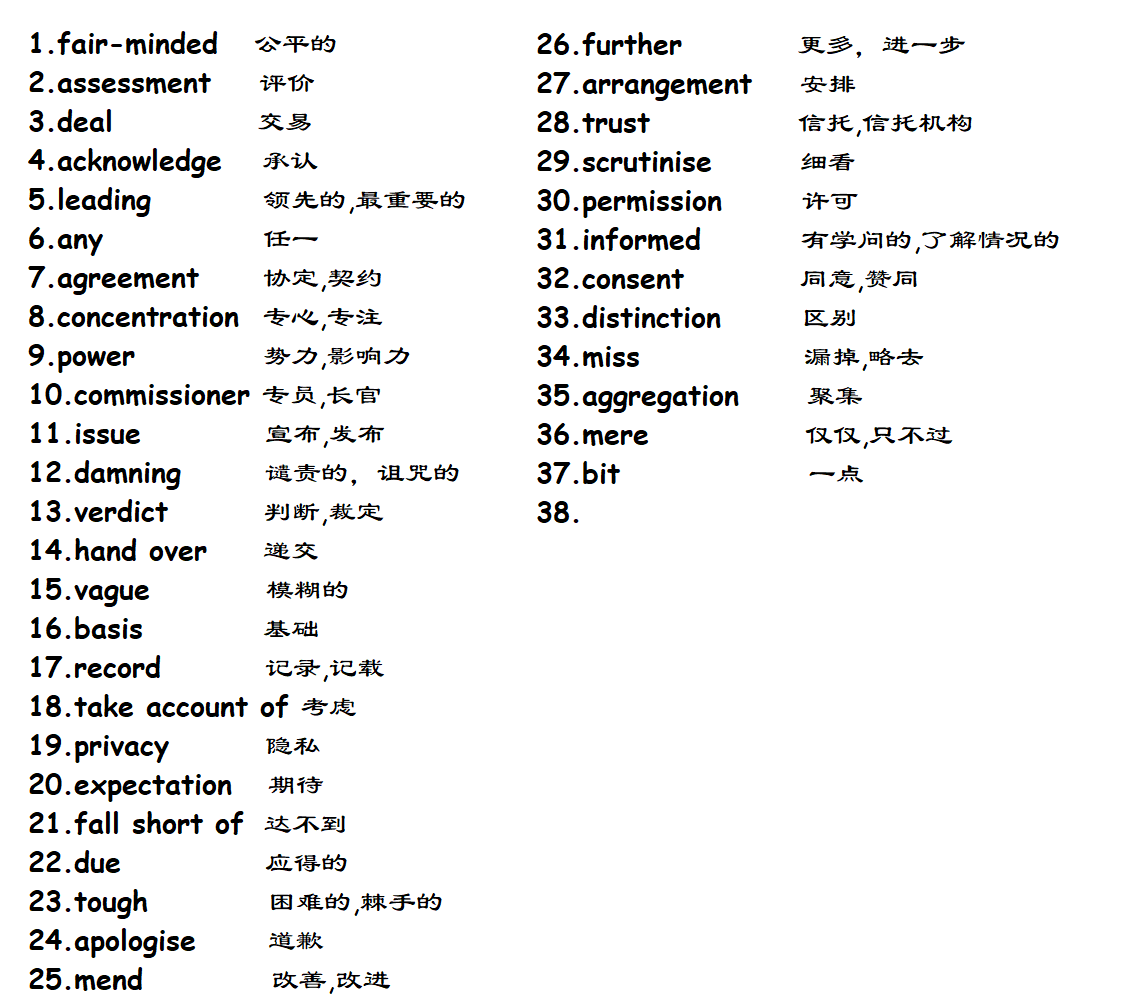 1.fair-minded 公平的
2.assessment 评价
3.deal 交易
4.acknowledge 承认
5.leading 领先的,最重要的
6.any 任一
7.agreement 协定,契约
8.concentration 专心,专注
9.power 势力,影响力
10.commissioner 专员,长官
11.issue 宣布,发布
12.damning 谴责的，诅咒的
13.verdict 判断,裁定
14.hand over 递交
15.vague 模糊的
16.basis 基础
17.record 记录,记载
18.take account of 考虑
19.privacy 隐私
20.expectation 期待
21.fall short of 达不到
22.due 应得的
23.tough 困难的,棘手的
24.apologise 道歉
25.mend 改善,改进
26.further 更多，进一步
27.arrangement 安排
28.trust 信托,信托机构
29.scrutinise 细看
30.permission 许可
31.informed 有学问的,了解情况的
32.consent 同意,赞同
33.distinction 区别
34.miss 漏掉,略去
35.aggregation 聚集
36.mere 仅仅,只不过
37.bit 一点
38.